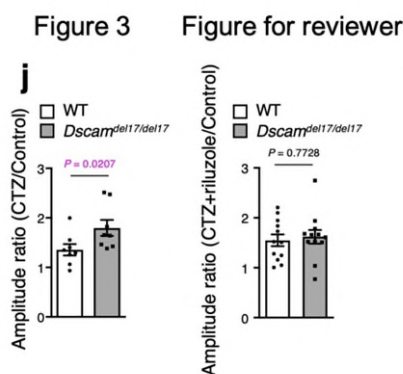 Figure 3
Figure for reviewer
j
WT
Dscam^del17/del17
Amplitude ratio (CTZ/Control)
P = 0.0207
3
2
1
0
WT
Dscam^del17/del17
Amplitude ratio (CTZ+riluzole/Control)
P = 0.7728
3
2
1
0